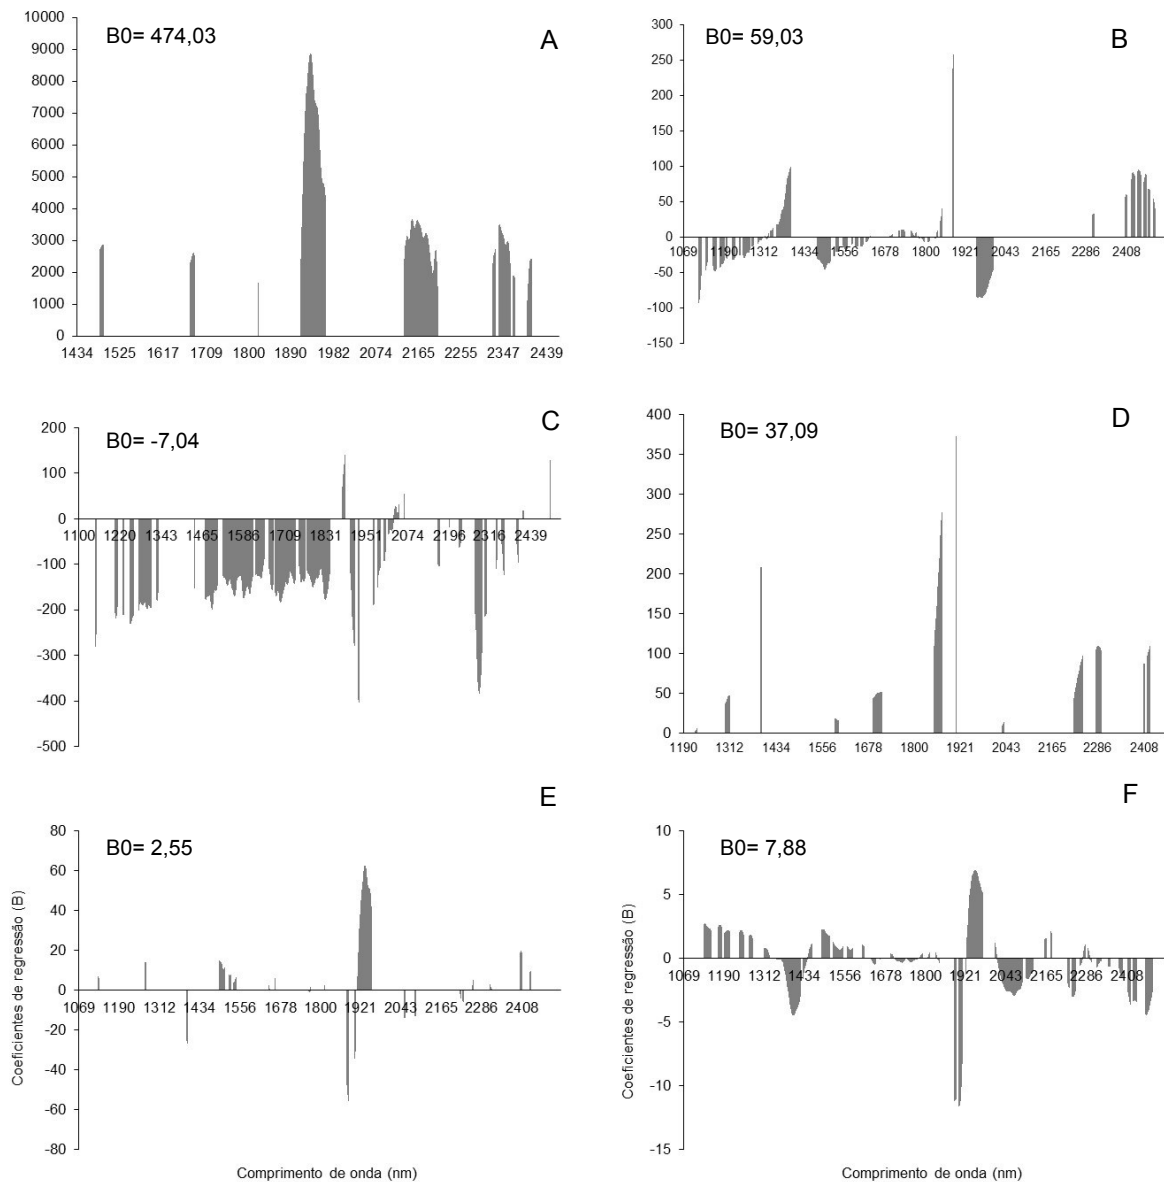 B0= 474,03
A
10000
9000
8000
7000
6000
5000
4000
3000
2000
1000
0
1434 1525 1617 1709 1800 1890 1982 2074 2165 2255 2347 2439
B0= 59,03
B
300
250
200
150
100
50
0
-50
-100
-150
1069 1190 1312 1434 1556 1678 1800 1921 2043 2165 2286 2408
B0= -7,04
C
200
100
0
-100
-200
-300
-400
-500
1100 1220 1343 1465 1586 1709 1831 1951 2074 2196 2316 2439
B0= 37,09
D
400
350
300
250
200
150
100
50
0
1190 1312 1434 1556 1678 1800 1921 2043 2165 2286 2408
B0= 2,55
E
80
60
40
20
0
-20
-40
-60
-80
1069 1190 1312 1434 1556 1678 1800 1921 2043 2165 2286 2408
Coeficientes de regressão (B)
Comprimento de onda (nm)
B0= 7,88
F
10
5
0
-5
-10
-15
1069 1190 1312 1434 1556 1678 1800 1921 2043 2165 2286 2408
Coeficientes de regressão (B)
Comprimento de onda (nm)